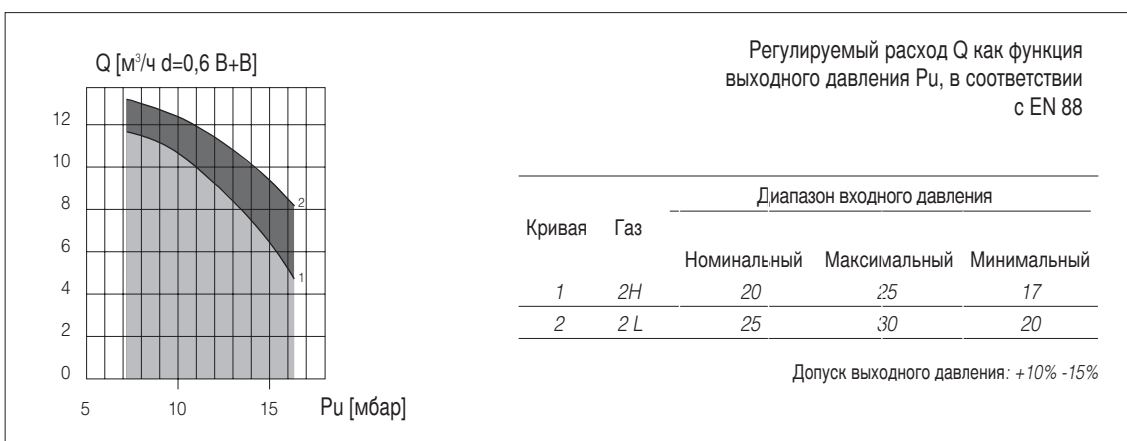 Q [м³/ч d=0,6 B+B]
12
10
8
6
4
2
0
5 10 15 Pu [мбар]
2
1
Регулируемый расход Q как функция
выходного давления Pu, в соответствии
с EN 88
Диапазон входного давления
Кривая Газ
Номинальный Максимальный Минимальный
1 2H 20 25 17
2 2 L 25 30 20
Допуск выходного давления: +10% -15%